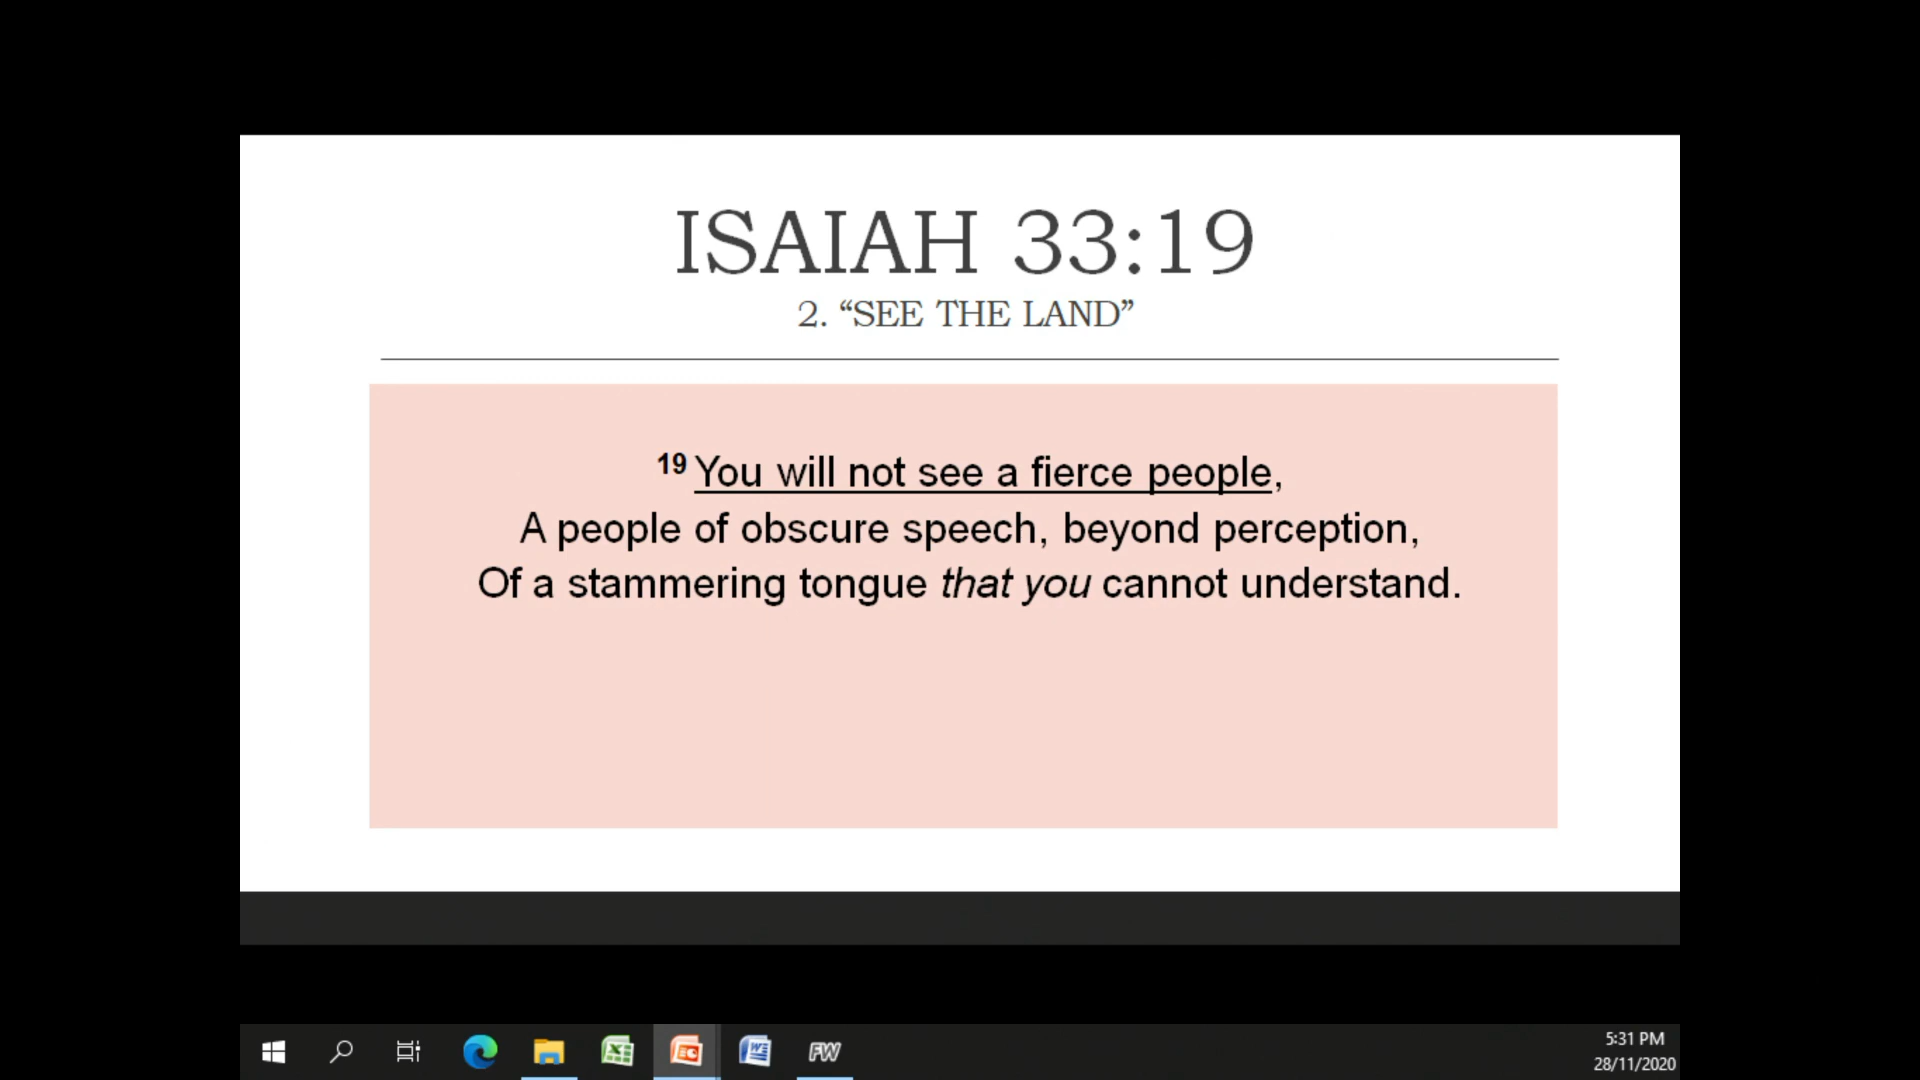 ISAIAH 33:19
2. “SEE THE LAND”
19 You will not see a fierce people,
A people of obscure speech, beyond perception,
Of a stammering tongue that you cannot understand.
FW
5:31 PM
28/11/2020